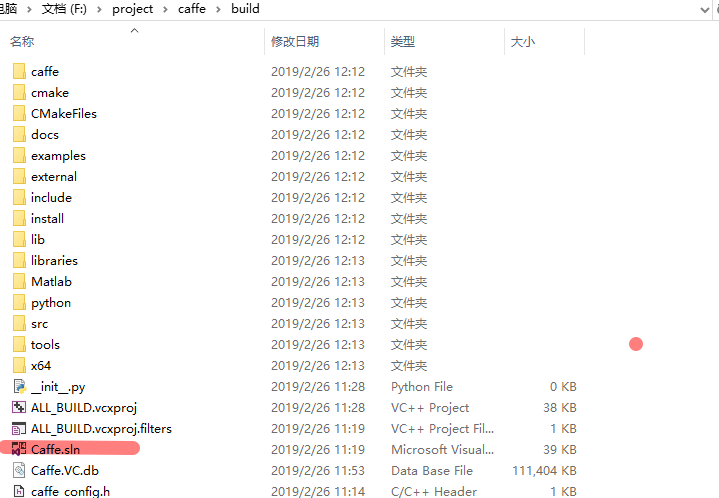 电脑 > 文档 (F:) > project > caffe > build
名称 修改日期 类型 大小
caffe 2019/2/26 12:12 文件夹
cmake 2019/2/26 12:12 文件夹
CMakeFiles 2019/2/26 12:12 文件夹
docs 2019/2/26 12:12 文件夹
examples 2019/2/26 12:12 文件夹
external 2019/2/26 12:12 文件夹
include 2019/2/26 12:12 文件夹
install 2019/2/26 12:12 文件夹
lib 2019/2/26 12:12 文件夹
libraries 2019/2/26 12:13 文件夹
Matlab 2019/2/26 12:13 文件夹
python 2019/2/26 12:13 文件夹
src 2019/2/26 12:13 文件夹
tools 2019/2/26 12:13 文件夹
x64 2019/2/26 12:13 文件夹
__init__.py 2019/2/26 11:28 Python File 0 KB
ALL_BUILD.vcxproj 2019/2/26 11:28 VC++ Project 38 KB
ALL_BUILD.vcxproj.filters 2019/2/26 11:19 VC++ Project Fil... 1 KB
Caffe.sln 2019/2/26 11:19 Microsoft Visual... 39 KB
Caffe.VC.db 2019/2/26 11:53 Data Base File 111,404 KB
caffe_config.h 2019/2/26 11:14 C/C++ Header 1 KB